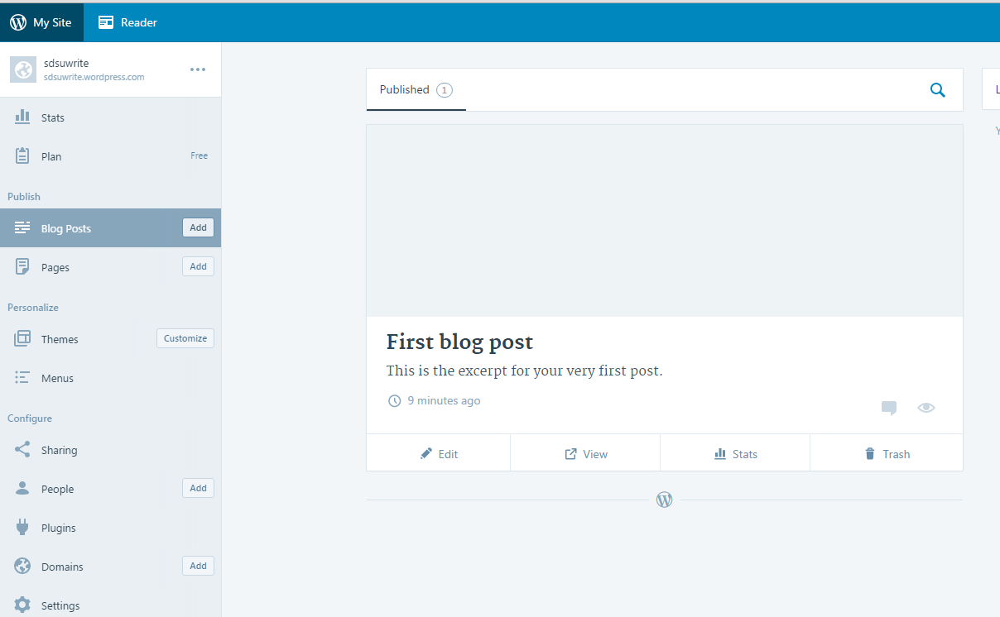 My Site
Reader
sdsuwrite
sdsuwrite.wordpress.com
Stats
Plan
Free
Publish
Blog Posts
Add
Pages
Add
Personalize
Themes
Customize
Menus
Configure
Sharing
People
Add
Plugins
Domains
Add
Settings
Published 1
First blog post
This is the excerpt for your very first post.
9 minutes ago
Edit
View
Stats
Trash